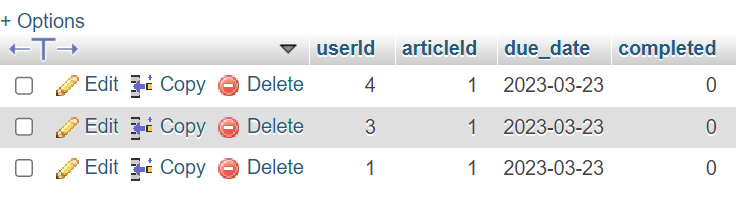 + Options
userId articleId due_date completed
Edit Copy Delete 4 1 2023-03-23 0
Edit Copy Delete 3 1 2023-03-23 0
Edit Copy Delete 1 1 2023-03-23 0